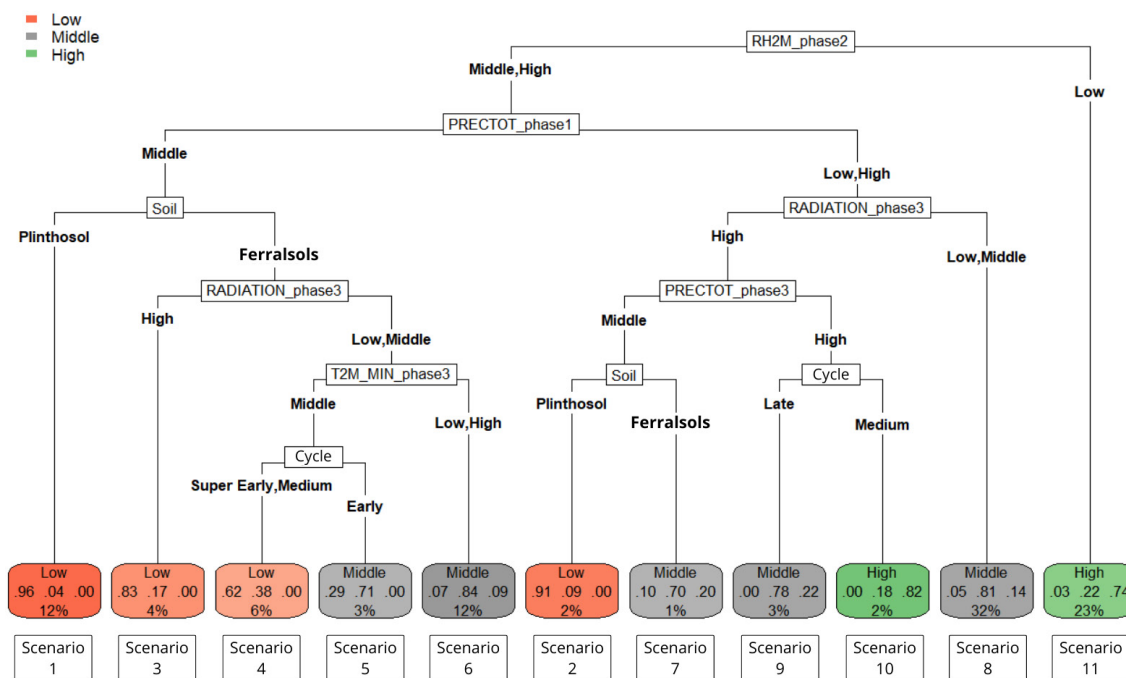 Low
Middle
High
RH2M_phase2
Middle,High
Low
PRECTOT_phase1
Middle
Low,High
Soil
RADIATION_phase3
Plinthosol
Ferralsols
High
Low,Middle
RADIATION_phase3
PRECTOT_phase3
High
Low,Middle
Middle
High
T2M_MIN_phase3
Soil
Cycle
Middle
Low,High
Plinthosol
Ferralsols
Late
Medium
Cycle
Super Early,Medium
Early
Low
.96 .04 .00
12%
Low
.83 .17 .00
4%
Low
.62 .38 .00
6%
Middle
.29 .71 .00
3%
Middle
.07 .84 .09
12%
Low
.91 .09 .00
2%
Middle
.10 .70 .20
1%
Middle
.00 .78 .22
3%
High
.00 .18 .82
2%
Middle
.05 .81 .14
32%
High
.03 .22 .74
23%
Scenario
1
Scenario
3
Scenario
4
Scenario
5
Scenario
6
Scenario
2
Scenario
7
Scenario
9
Scenario
10
Scenario
8
Scenario
11